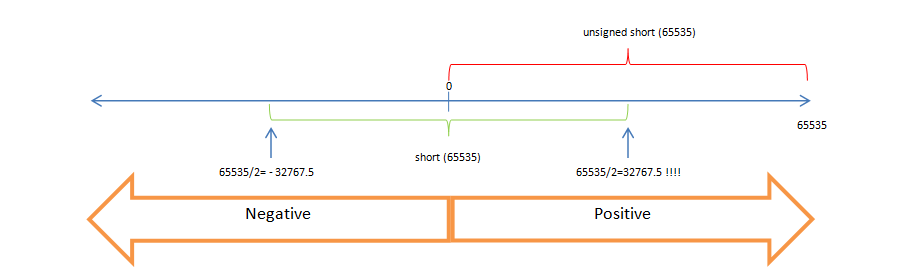 unsigned short (65535)
0
65535
short (65535)
65535/2= - 32767.5
65535/2=32767.5 !!!!
Negative
Positive